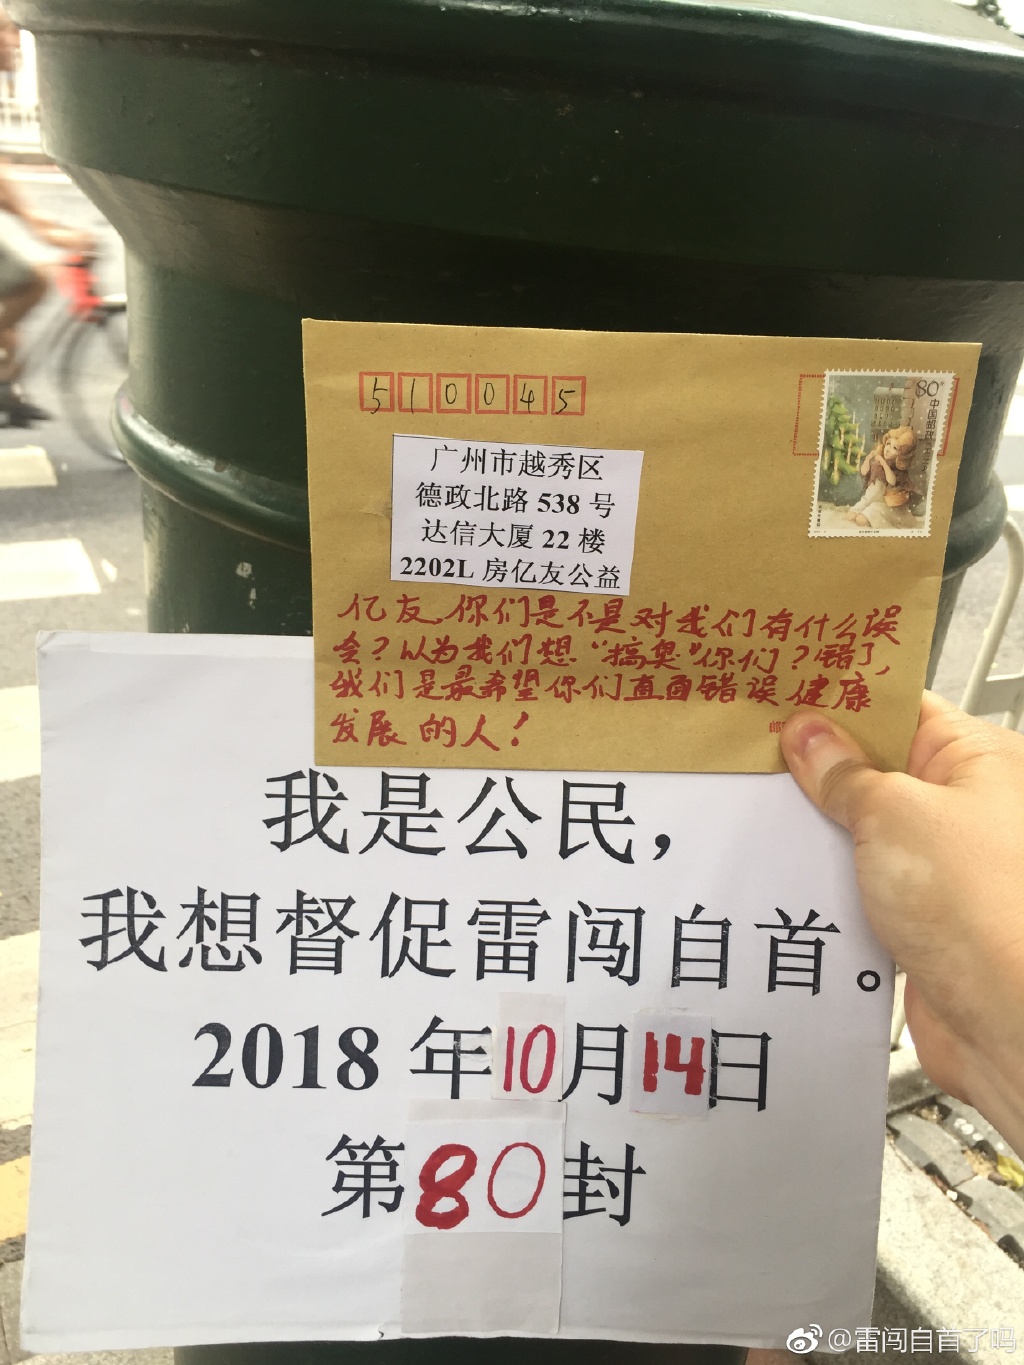 510045
80
中国邮政
广州市越秀区
德政北路 538 号
达信大厦 22 楼
2202L 房亿友公益
亿友，你们是不是对我们有什么误
会？以为我们想“搞臭”你们？错了，
我们是最希望你们直面错误健康
发展的人！
我是公民，
我想督促雷闯自首。
2018 年10月14日
第80封
@雷闯自首了吗